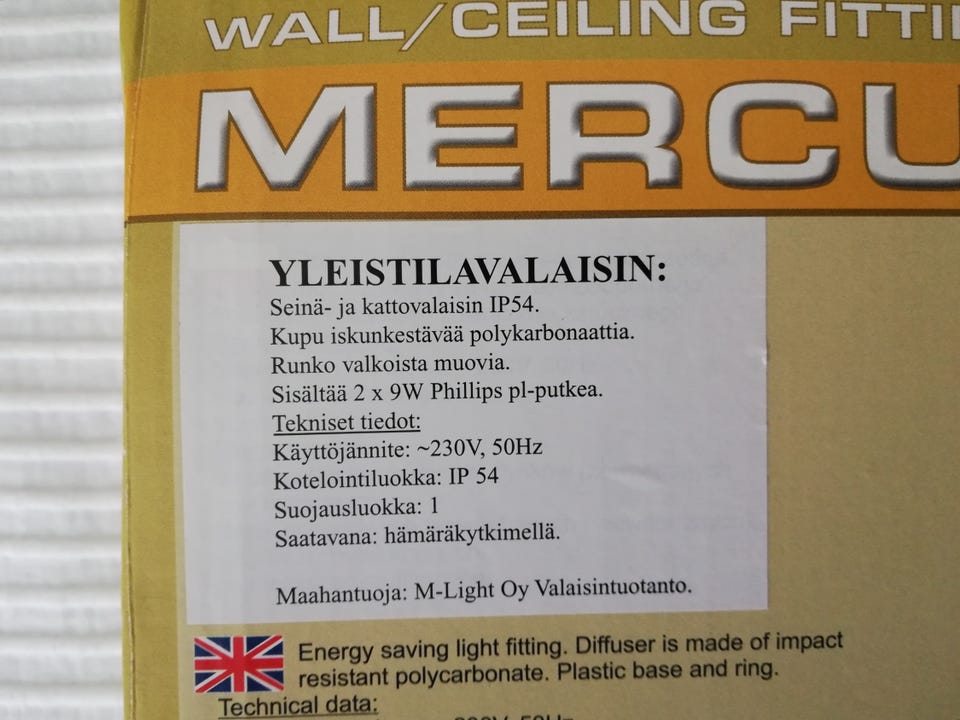 WALL/CEILING
MERCU
YLEISTILAVALAISIN:
Seinä- ja kattovalaisin IP54.
Kupu iskunkestävää polykarbonaattia.
Runko valkoista muovia.
Sisältää 2 x 9W Phillips pl-putkea.
Tekniset tiedot:
Käyttöjännite: ~230V, 50Hz
Kotelointiluokka: IP 54
Suojausluokka: 1
Saatavana: hämäräkytkimellä.
Maahantuoja: M-Light Oy Valaisintuotanto.
Energy saving light fitting. Diffuser is made of impact
resistant polycarbonate. Plastic base and ring.
Technical data: